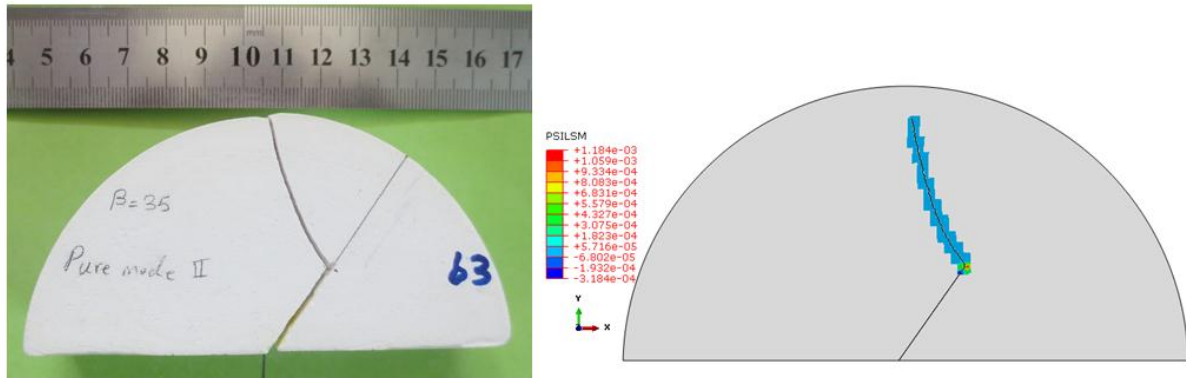 mm
4 5 6 7 8 9 10 11 12 13 14 15 16 17
β=35
Pure mode II
63
PSILSM
+1.184e-03
+1.059e-03
+9.334e-04
+8.083e-04
+6.831e-04
+5.579e-04
+4.327e-04
+3.075e-04
+1.823e-04
+5.716e-05
-6.802e-05
-1.932e-04
-3.184e-04
Y
Z X